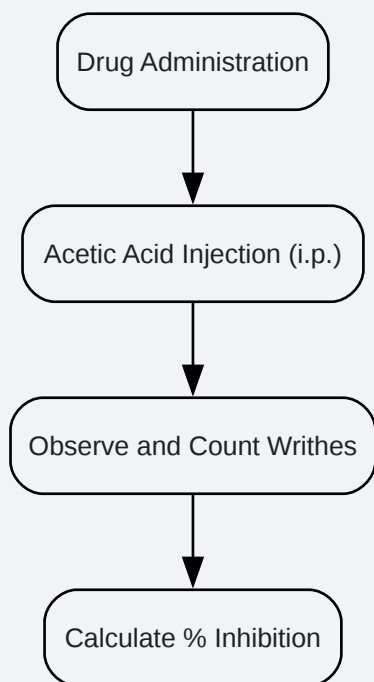 Drug Administration
Acetic Acid Injection (i.p.)
Observe and Count Writhes
Calculate % Inhibition